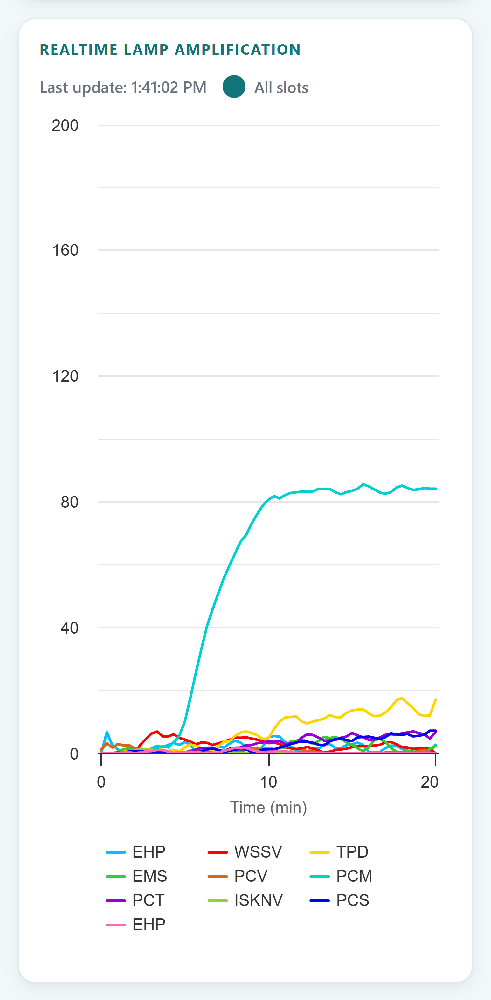 REALTIME LAMP AMPLIFICATION
Last update: 1:41:02 PM All slots
200
160
120
80
40
0
0 10 20
Time (min)
EHP WSSV TPD
EMS PCV PCM
PCT ISKNV PCS
EHP